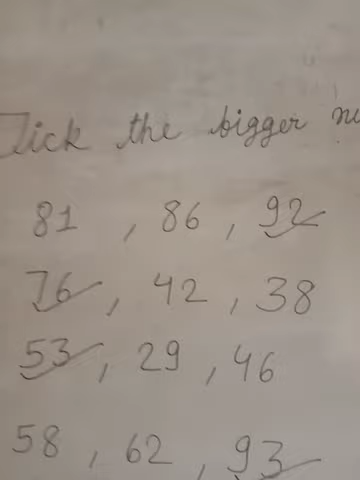 Tick the bigger
81 , 86 , 92
76 , 42 , 38
53 , 29 , 46
58 , 62 , 93